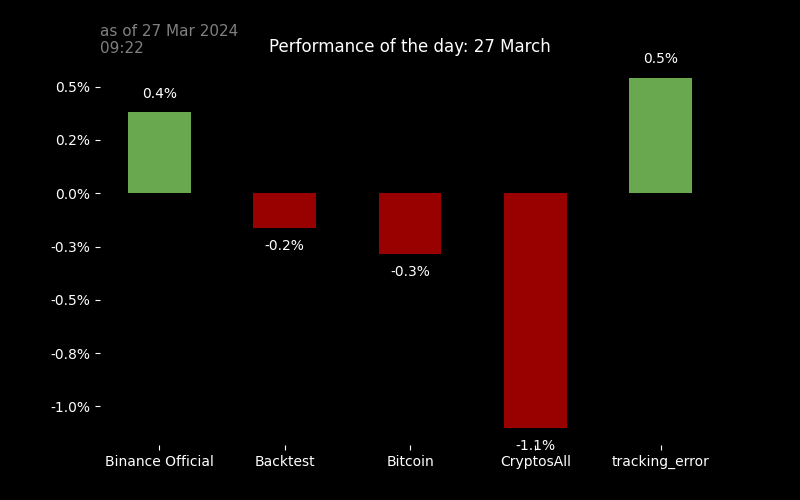 as of 27 Mar 2024
09:22
Performance of the day: 27 March
0.5%
0.4%
0.5%
0.2%
0.0%
-0.3%
-0.2%
-0.3%
-0.5%
-0.8%
-1.0%
-1.1%
Binance Official
Backtest
Bitcoin
CryptosAll
tracking_error